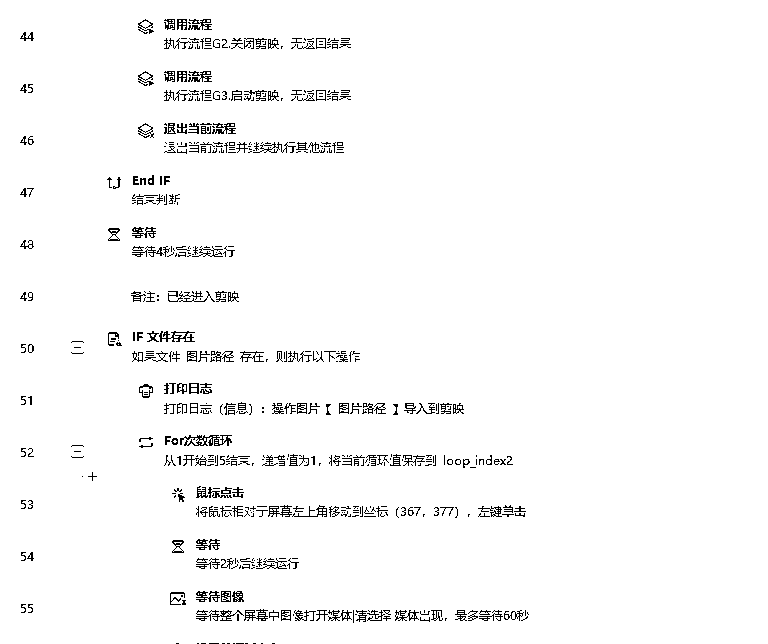 44
调用流程
执行流程G2.关闭剪映，无返回结果
45
调用流程
执行流程G3.启动剪映，无返回结果
46
退出当前流程
退出当前流程并继续执行其他流程
47
End IF
结束判断
48
等待
等待4秒后继续运行
49
备注：已经进入剪映
50
IF 文件存在
如果文件 图片路径 存在，则执行以下操作
51
打印日志
打印日志（信息）：操作图片【 图片路径 】导入到剪映
52
For次数循环
从1开始到5结束，递增值为1，将当前循环值保存到 loop_index2
53
鼠标点击
将鼠标相对于屏幕左上角移动到坐标（367，377），左键单击
54
等待
等待2秒后继续运行
55
等待图像
等待整个屏幕中图像打开媒体|请选择 媒体出现，最多等待60秒